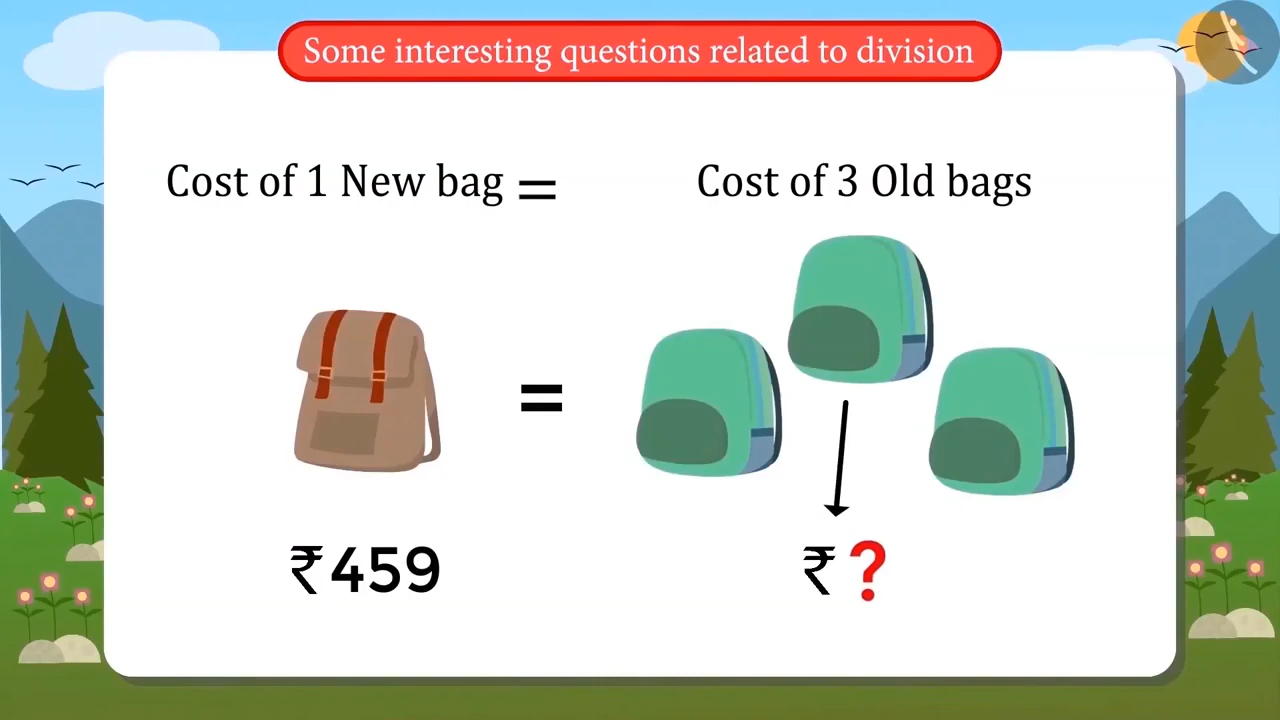 Some interesting questions related to division
Cost of 1 New bag = Cost of 3 Old bags
=
₹459 ₹?